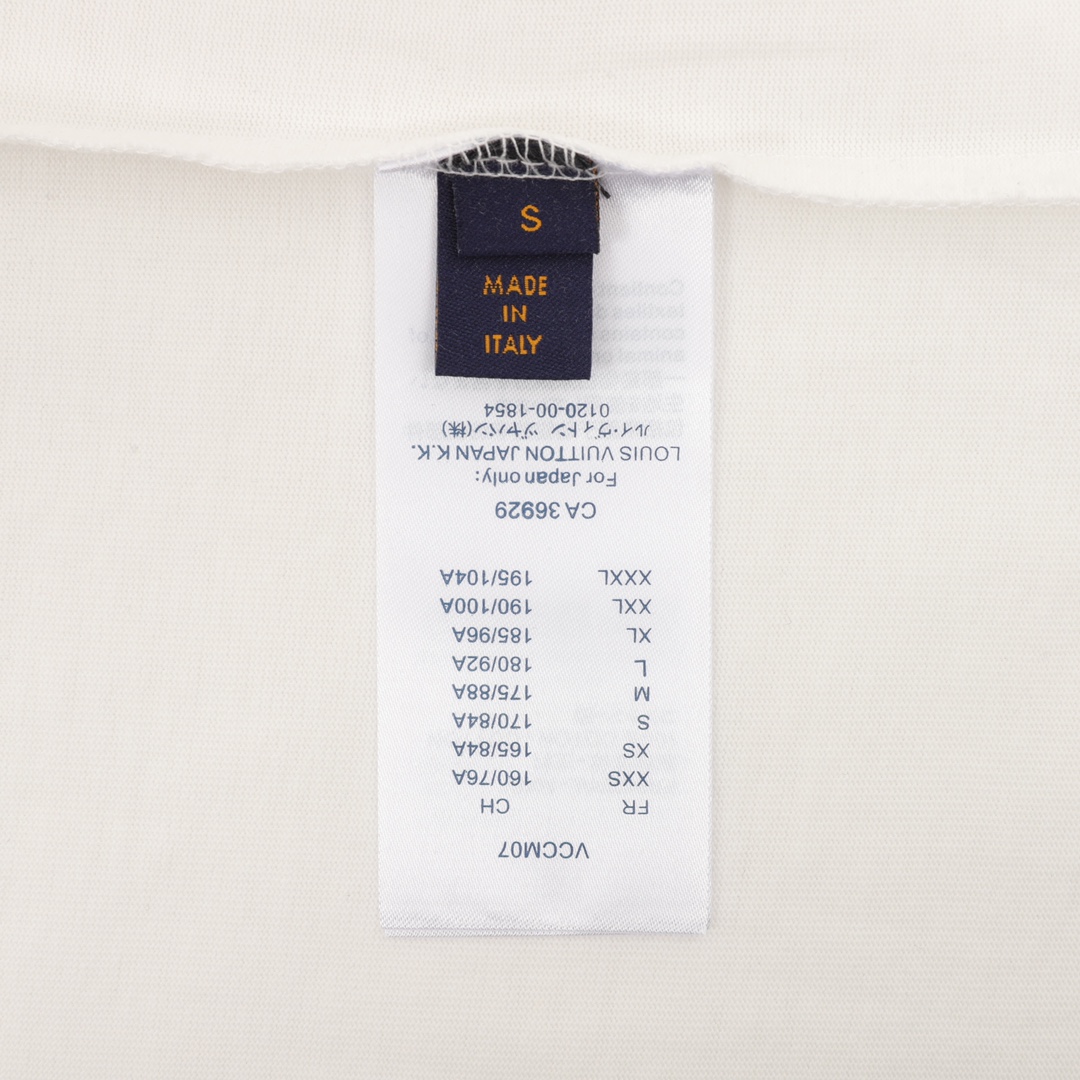 S
MADE
IN
ITALY
VCCM07
FR CH
XXS 160/76A
XS 165/84A
S 170/84A
M 175/88A
L 180/92A
XL 185/96A
XXL 190/100A
XXXL 195/104A
CA 36929
For Japan only:
LOUIS VUITTON JAPAN K.K.
ルイ・ヴィトン ジャパン(株)
0120-00-1854